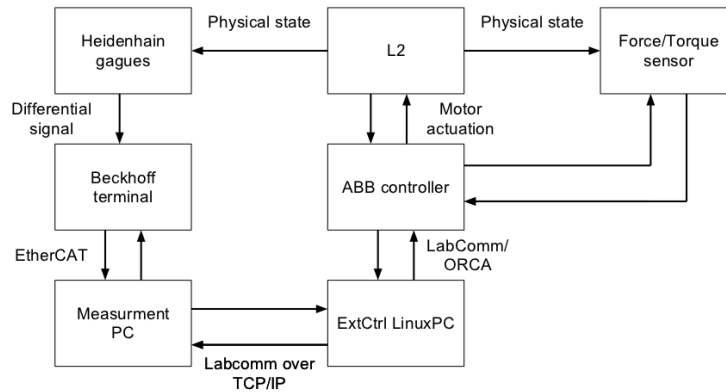 Physical state
Physical state
Heidenhain
gagues
L2
Force/Torque
sensor
Differential
signal
Motor
actuation
Beckhoff
terminal
ABB controller
EtherCAT
LabComm/
ORCA
Measurment
PC
ExtCtrl LinuxPC
Labcomm over
TCP/IP